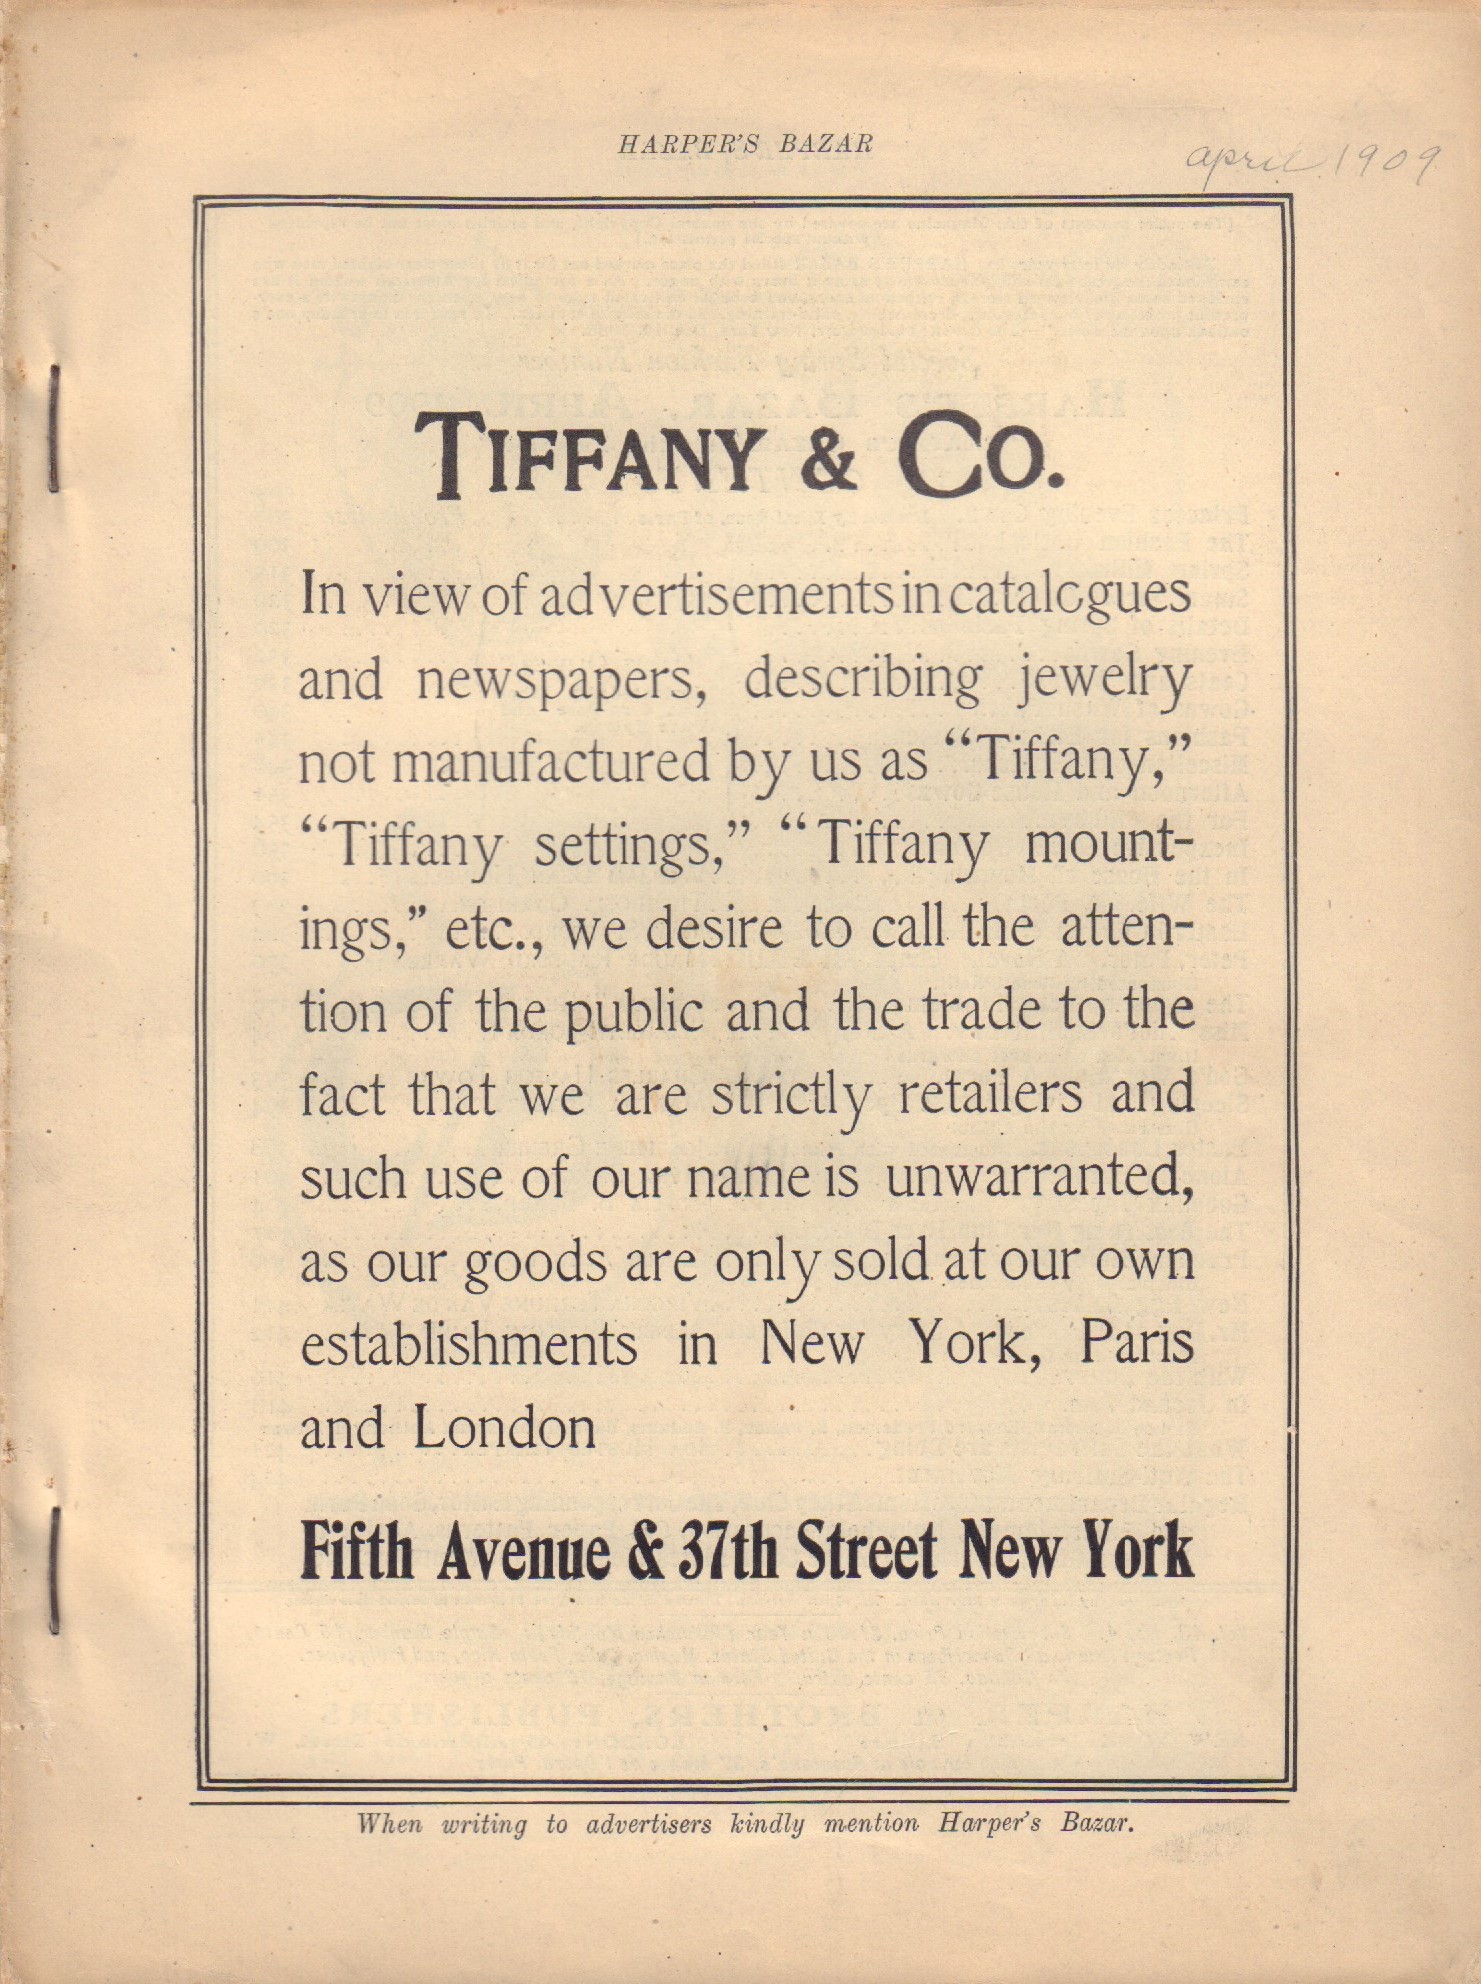 HARPER'S BAZAR
april 1909
TIFFANY & CO.
In view of advertisements in catalogues
and newspapers, describing jewelry
not manufactured by us as “Tiffany,”
“Tiffany settings,” “Tiffany mount-
ings,” etc., we desire to call the atten-
tion of the public and the trade to the
fact that we are strictly retailers and
such use of our name is unwarranted,
as our goods are only sold at our own
establishments in New York, Paris
and London
Fifth Avenue & 37th Street New York
When writing to advertisers kindly mention Harper's Bazar.